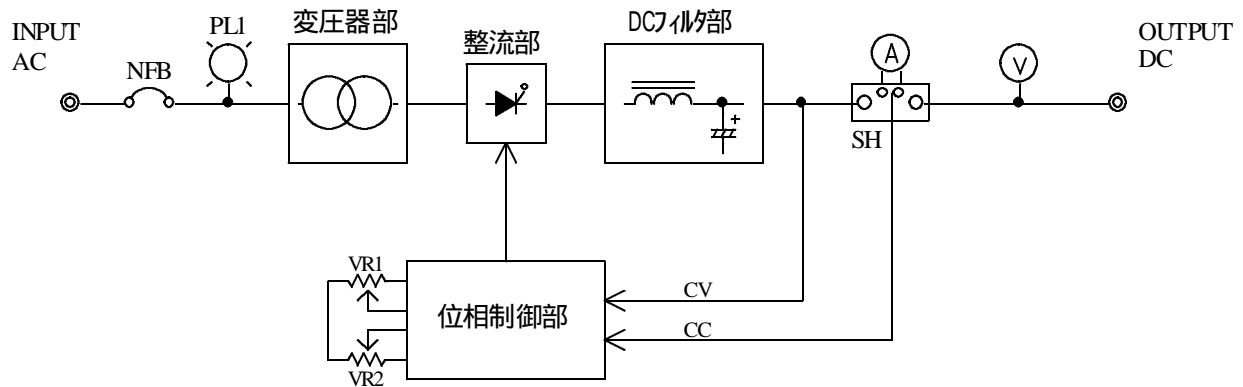 INPUT
AC
NFB
PL1
変圧器部
整流部
DCフィルタ部
A
SH
V
OUTPUT
DC
+
VR1
VR2
位相制御部
CV
CC